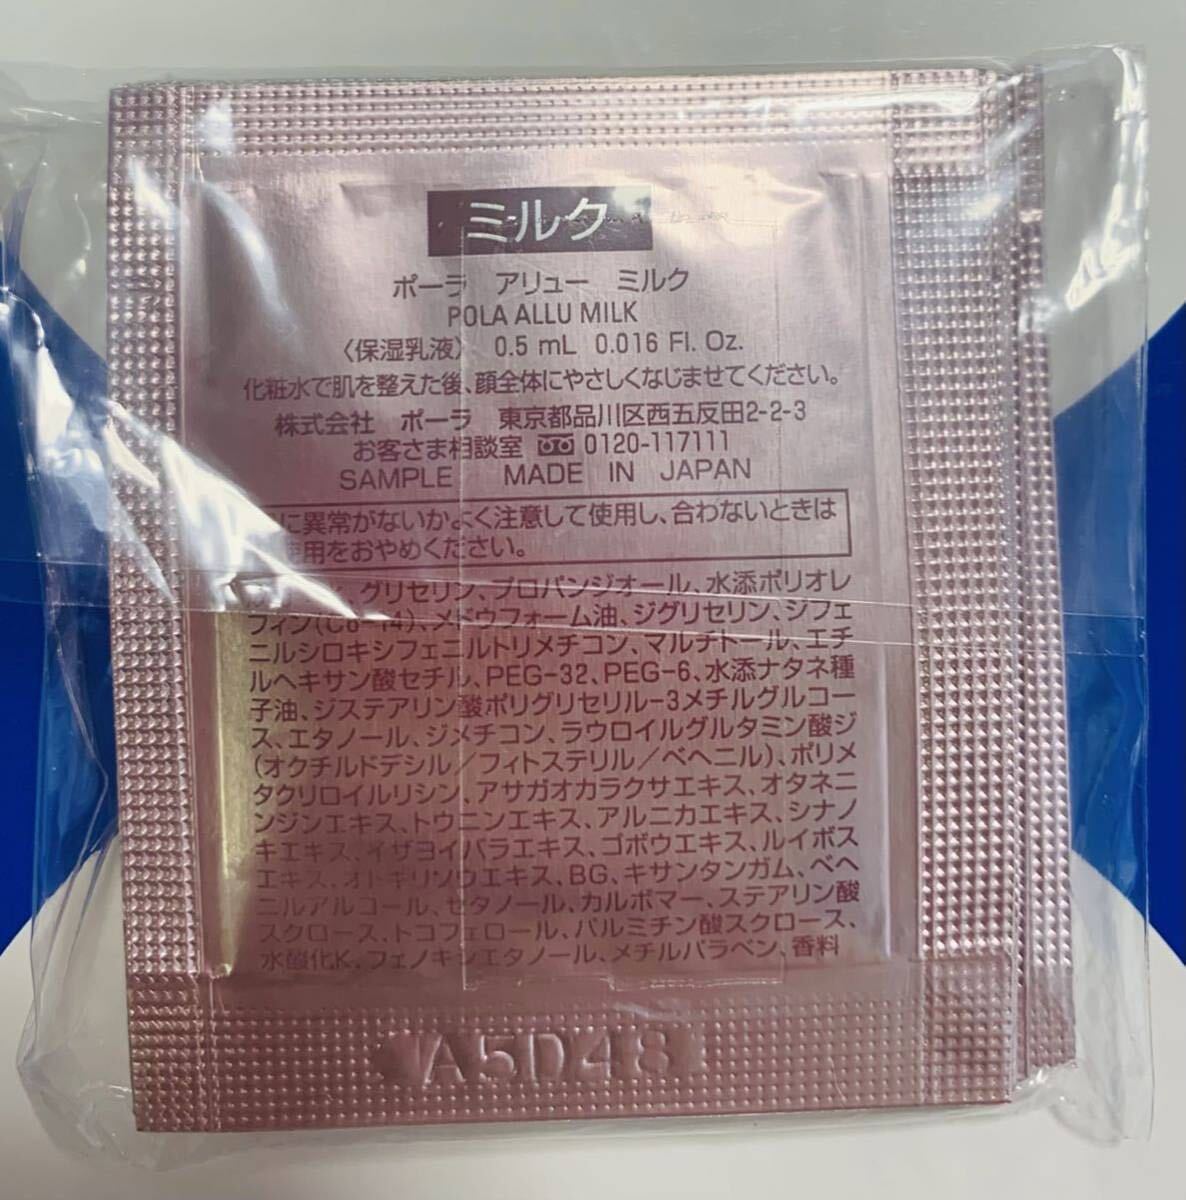 ミルク
ポーラ アリュー ミルク
POLA ALLU MILK
〈保湿乳液〉 0.5 mL 0.016 Fl. Oz.
化粧水で肌を整えた後、顔全体にやさしくなじませてください。
株式会社 ポーラ 東京都品川区西五反田2-2-3
お客さま相談室 0120-117111
SAMPLE MADE IN JAPAN
に異常がないかよく注意して使用し、合わないときは
使用をおやめください。
グリセリン、プロパンジオール、水添ポリオレ
フィン(C6-14)、メドウフォーム油、ジグリセリン、ジフェ
ニルシロキシフェニルトリメチコン、マルチトール、エチ
ルヘキサン酸セチル、PEG-32、PEG-6、水添ナタネ種
子油、ジステアリン酸ポリグリセリル-3メチルグルコー
ス、エタノール、ジメチコン、ラウロイルグルタミン酸ジ
(オクチルドデシル/フィトステリル/ベヘニル)、ポリメ
タクリロイルリシン、アサガオカラクサエキス、オタネニ
ンジンエキス、トウニンエキス、アルニカエキス、シナノ
キエキス、イザヨイバラエキス、ゴボウエキス、ルイボス
エキス、オトギリソウエキス、BG、キサンタンガム、ベヘ
ニルアルコール、セタノール、カルボマー、ステアリン酸
スクロース、トコフェロール、パルミチン酸スクロース、
水酸化K、フェノキシエタノール、メチルパラベン、香料
A5D48